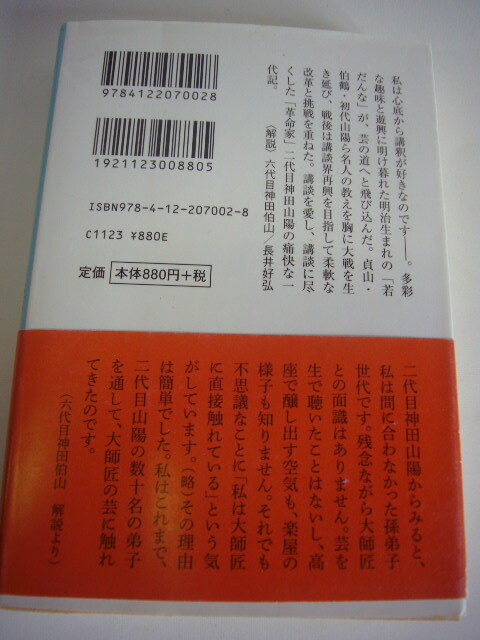 私は心底から講釈が好きなのです――。多彩
な趣味と遊興に明け暮れた明治生まれの「若
だんな」が、芸の道へと飛び込んだ。貞山・
伯鶴・初代山陽ら名人の教えを胸に大戦を生
き延び、戦後は講談界再興を目指して柔軟な
改革と挑戦を重ねた。講談を愛し、講談に尽
くした「革命家」二代目神田山陽の痛快な一
代記。
〈解説〉六代目神田伯山／長井好弘
9784122070028
1921123008805
ISBN978-4-12-207002-8
C1123 ¥880E
定価 本体880円+税
二代目神田山陽からみると、
私は間に合わなかった孫弟子
世代です。残念ながら大師匠
との面識はありません。芸を
生で聴いたことはないし、高
座で醸し出す空気も、楽屋の
様子も知りません。それでも
不思議なことに「私は大師匠
に直接触れている」という気
がしています。(略)その理由
は簡単でした。私はこれまで、
二代目山陽の数十名の弟子
を通して、大師匠の芸に触れ
てきたのです。
(六代目神田伯山 解説より)